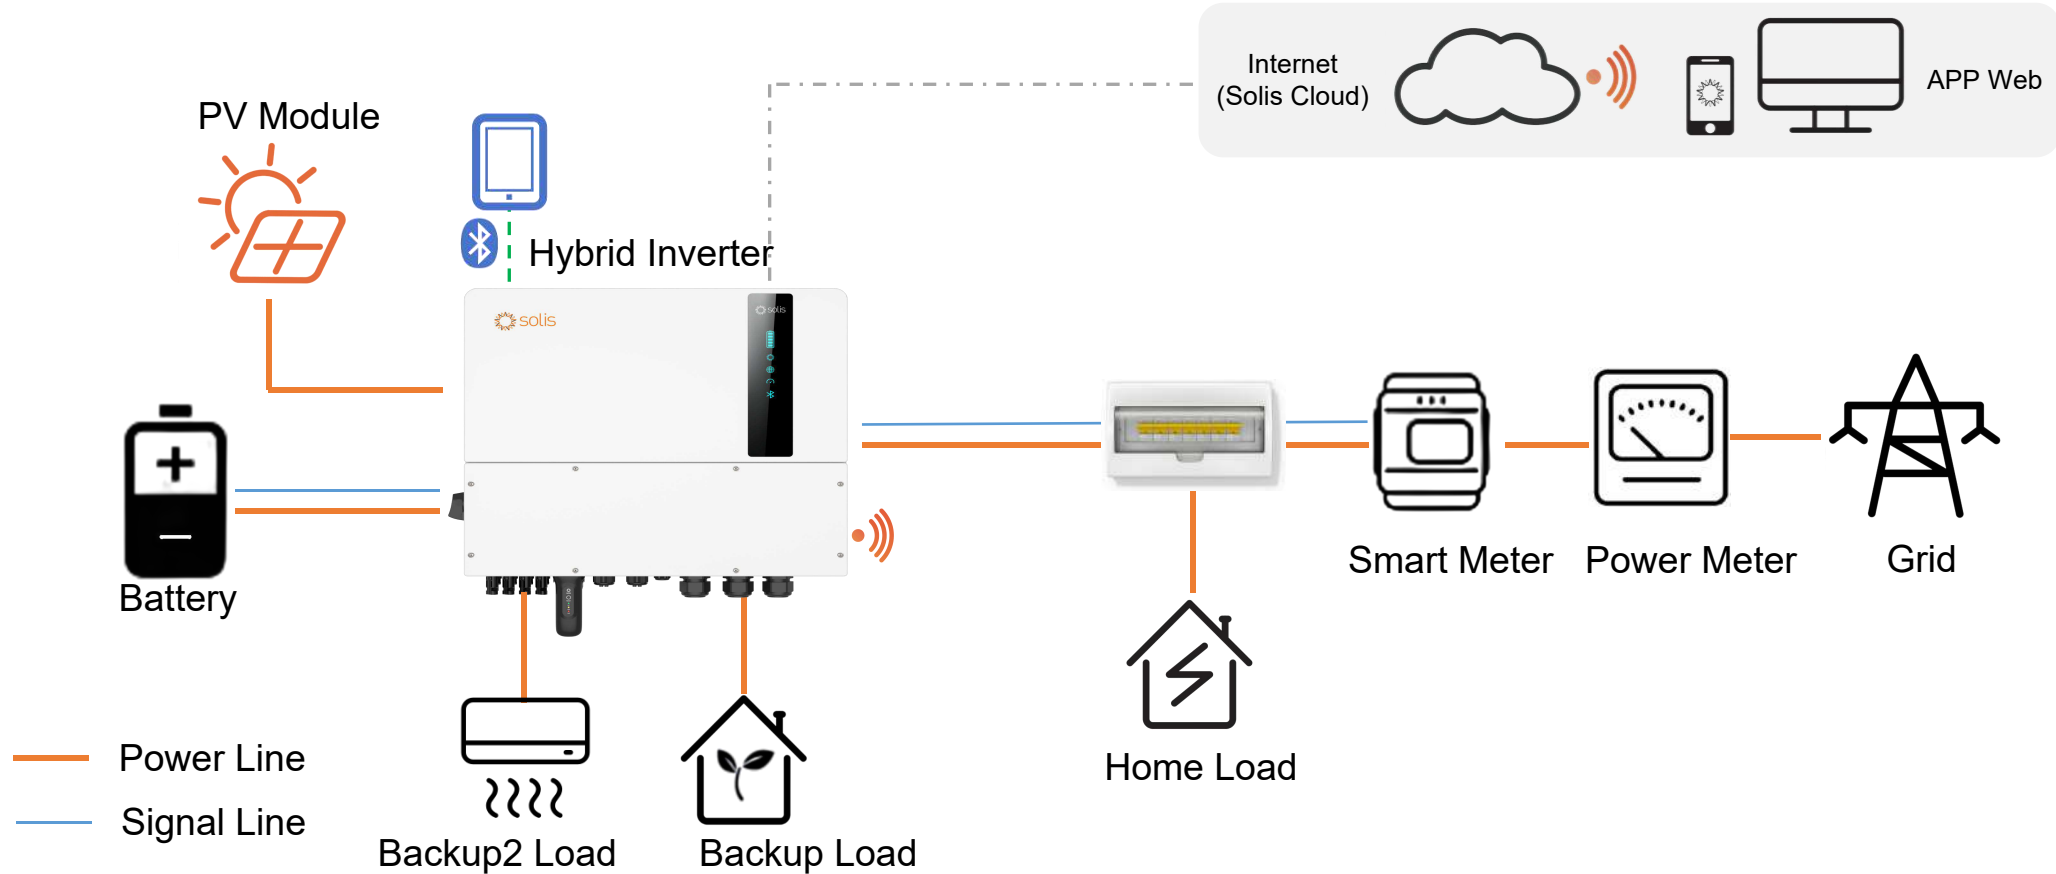 Internet
(Solis Cloud)
APP Web
PV Module
Hybrid Inverter
solis
solis
Battery
Smart Meter
Power Meter
Grid
Home Load
Power Line
Signal Line
Backup2 Load
Backup Load